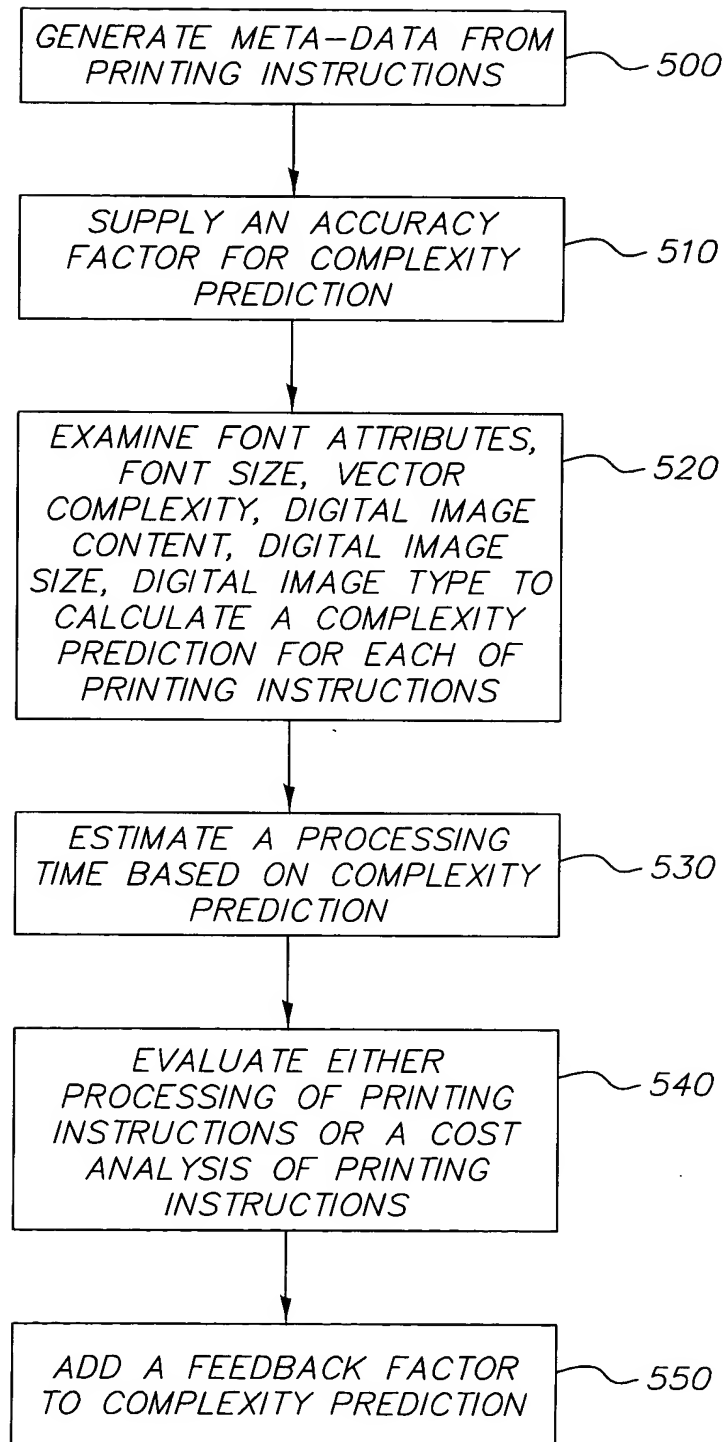 GENERATE META-DATA FROM
PRINTING INSTRUCTIONS
500
SUPPLY AN ACCURACY
FACTOR FOR COMPLEXITY
PREDICTION
510
EXAMINE FONT ATTRIBUTES,
FONT SIZE, VECTOR
COMPLEXITY, DIGITAL IMAGE
CONTENT, DIGITAL IMAGE
SIZE, DIGITAL IMAGE TYPE TO
CALCULATE A COMPLEXITY
PREDICTION FOR EACH OF
PRINTING INSTRUCTIONS
520
ESTIMATE A PROCESSING
TIME BASED ON COMPLEXITY
PREDICTION
530
EVALUATE EITHER
PROCESSING OF PRINTING
INSTRUCTIONS OR A COST
ANALYSIS OF PRINTING
INSTRUCTIONS
540
ADD A FEEDBACK FACTOR
TO COMPLEXITY PREDICTION
550